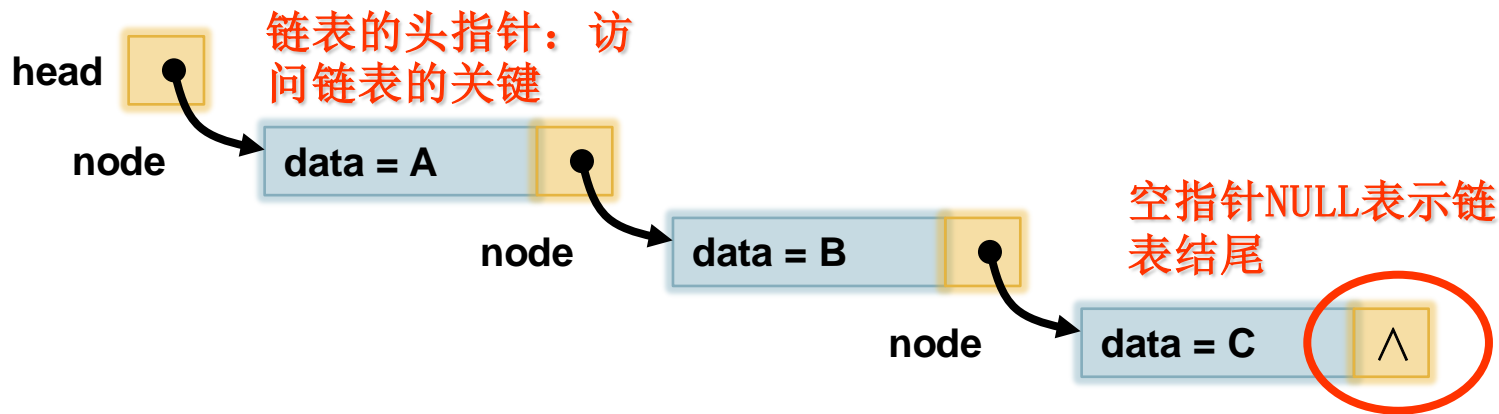 head
链表的头指针：访
问链表的关键
node
data = A
node
data = B
空指针NULL表示链
表结尾
node
data = C
∧